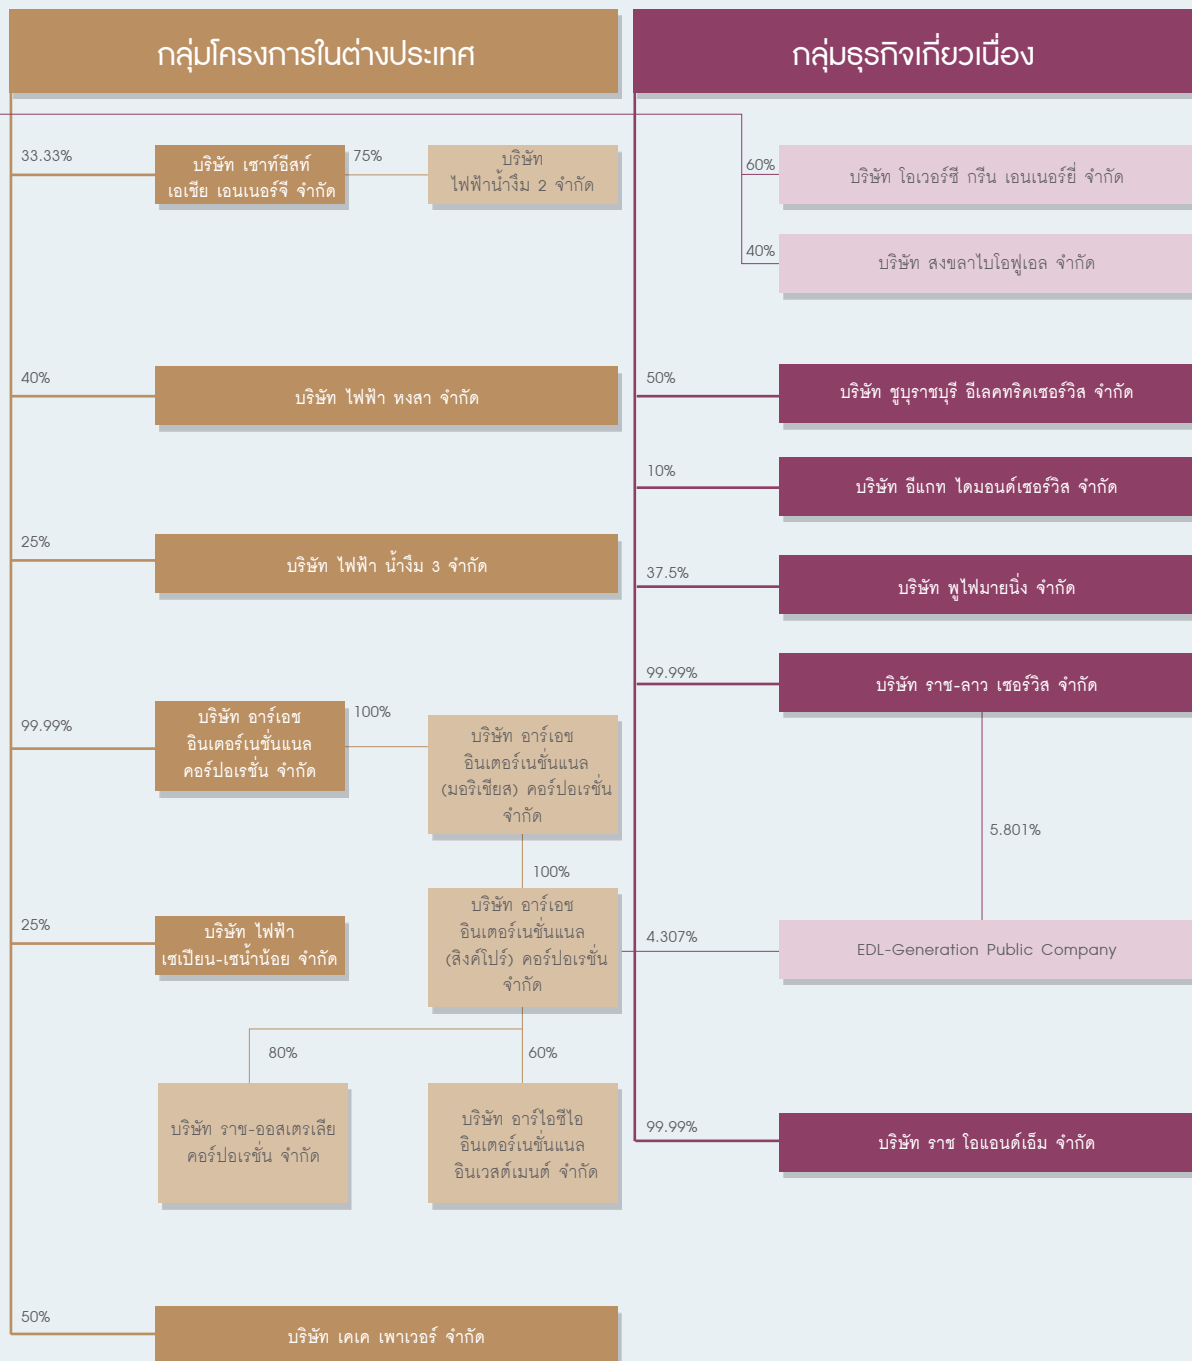 กลุ่มโครงการในต่างประเทศ
33.33%
บริษัท เซาท์อีสท์
เอเชีย เอนเนอร์จี จำกัด
75%
บริษัท
ไฟฟ้าน้ำงึม 2 จำกัด
40%
บริษัท ไฟฟ้า หงสา จำกัด
25%
บริษัท ไฟฟ้า น้ำงึม 3 จำกัด
99.99%
บริษัท อาร์เอช
อินเตอร์เนชั่นแนล
คอร์ปอเรชั่น จำกัด
100%
บริษัท อาร์เอช
อินเตอร์เนชั่นแนล
(มอริเชียส) คอร์ปอเรชั่น
จำกัด
100%
บริษัท อาร์เอช
อินเตอร์เนชั่นแนล
(สิงค์โปร์) คอร์ปอเรชั่น
จำกัด
25%
บริษัท ไฟฟ้า
เซเปียน-เซน้ำน้อย จำกัด
80%
60%
บริษัท ราช-ออสเตรเลีย
คอร์ปอเรชั่น จำกัด
บริษัท อาร์ไอซีไอ
อินเตอร์เนชั่นแนล
อินเวสต์เมนต์ จำกัด
50%
บริษัท เคเค เพาเวอร์ จำกัด
กลุ่มธุรกิจเกี่ยวเนื่อง
60%
บริษัท โอเวอร์ซี กรีน เอนเนอร์ยี่ จำกัด
40%
บริษัท สงขลาไบโอฟูเอล จำกัด
50%
บริษัท ชูบุราชบุรี อีเลคทริคเซอร์วิส จำกัด
10%
บริษัท อีแกท ไดมอนด์เซอร์วิส จำกัด
37.5%
บริษัท พูไฟมายนิ่ง จำกัด
99.99%
บริษัท ราช-ลาว เซอร์วิส จำกัด
5.801%
4.307%
EDL-Generation Public Company
99.99%
บริษัท ราช โอแอนด์เอ็ม จำกัด